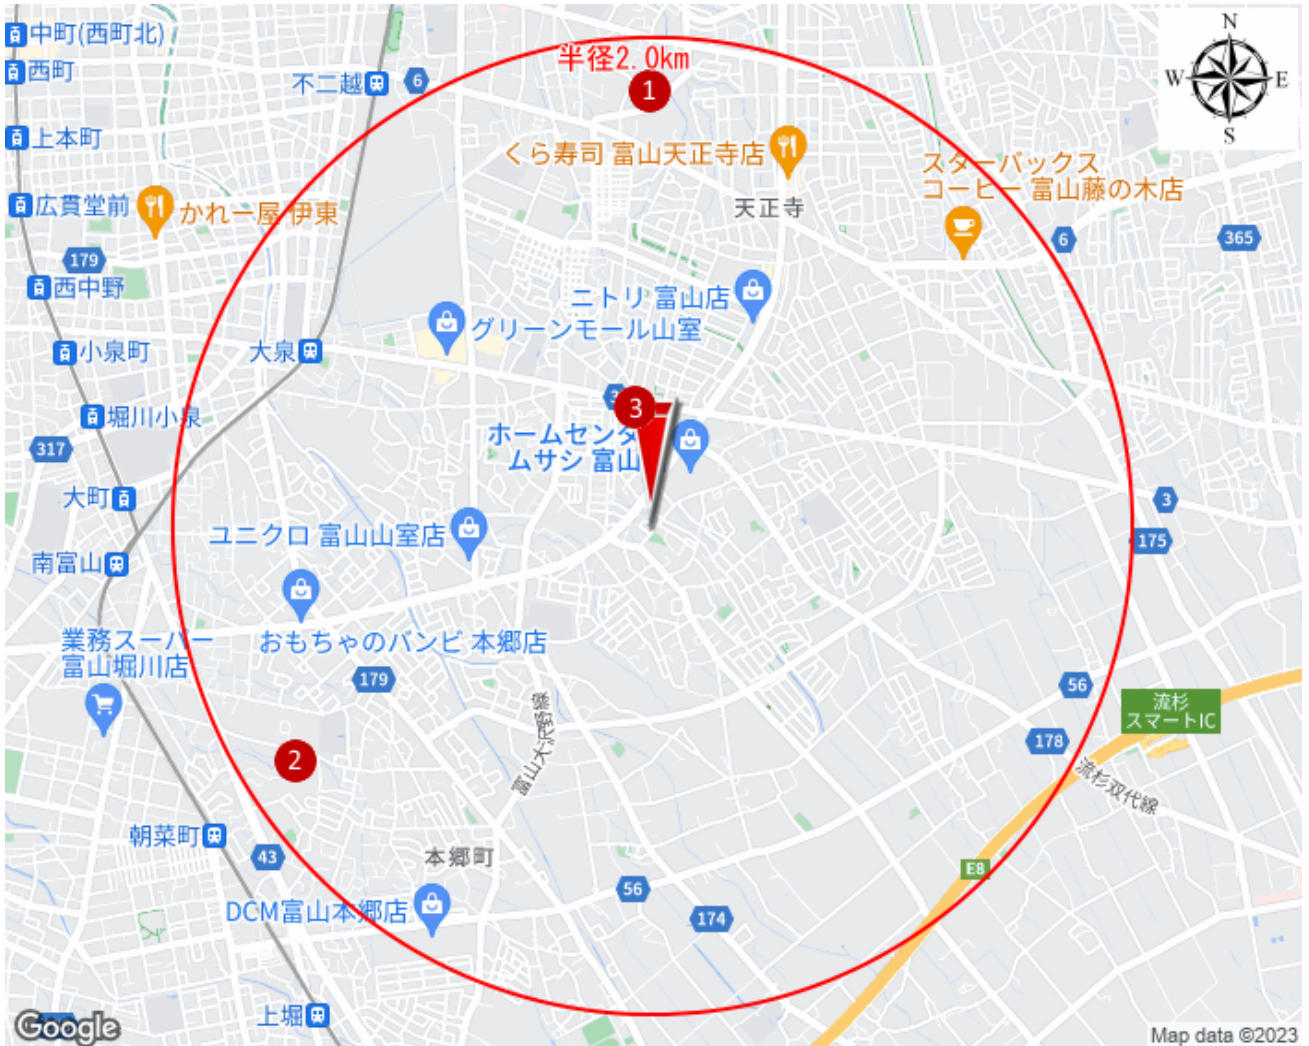 中町(西町北)
N
半径2.0km
西町
不二越
6
W
E
1
S
上本町
くら寿司 富山天正寺店
スターバックス
コーヒー 富山藤の木店
広貫堂前
かれー屋 伊東
天正寺
6
365
179
西中野
ニトリ 富山店
グリーンモール山室
小泉町
大泉
3
堀川小泉
317
ホームセンタ
ムサシ 富山
大町
3
ユニクロ 富山山室店
175
南富山
おもちゃのバンビ 本郷店
業務スーパー
富山堀川店
179
56
流杉
スマートIC
富山大沢野線
178
2
流杉双代線
朝菜町
43
本郷町
E8
56
DCM富山本郷店
174
上堀
Google
Map data ©2023